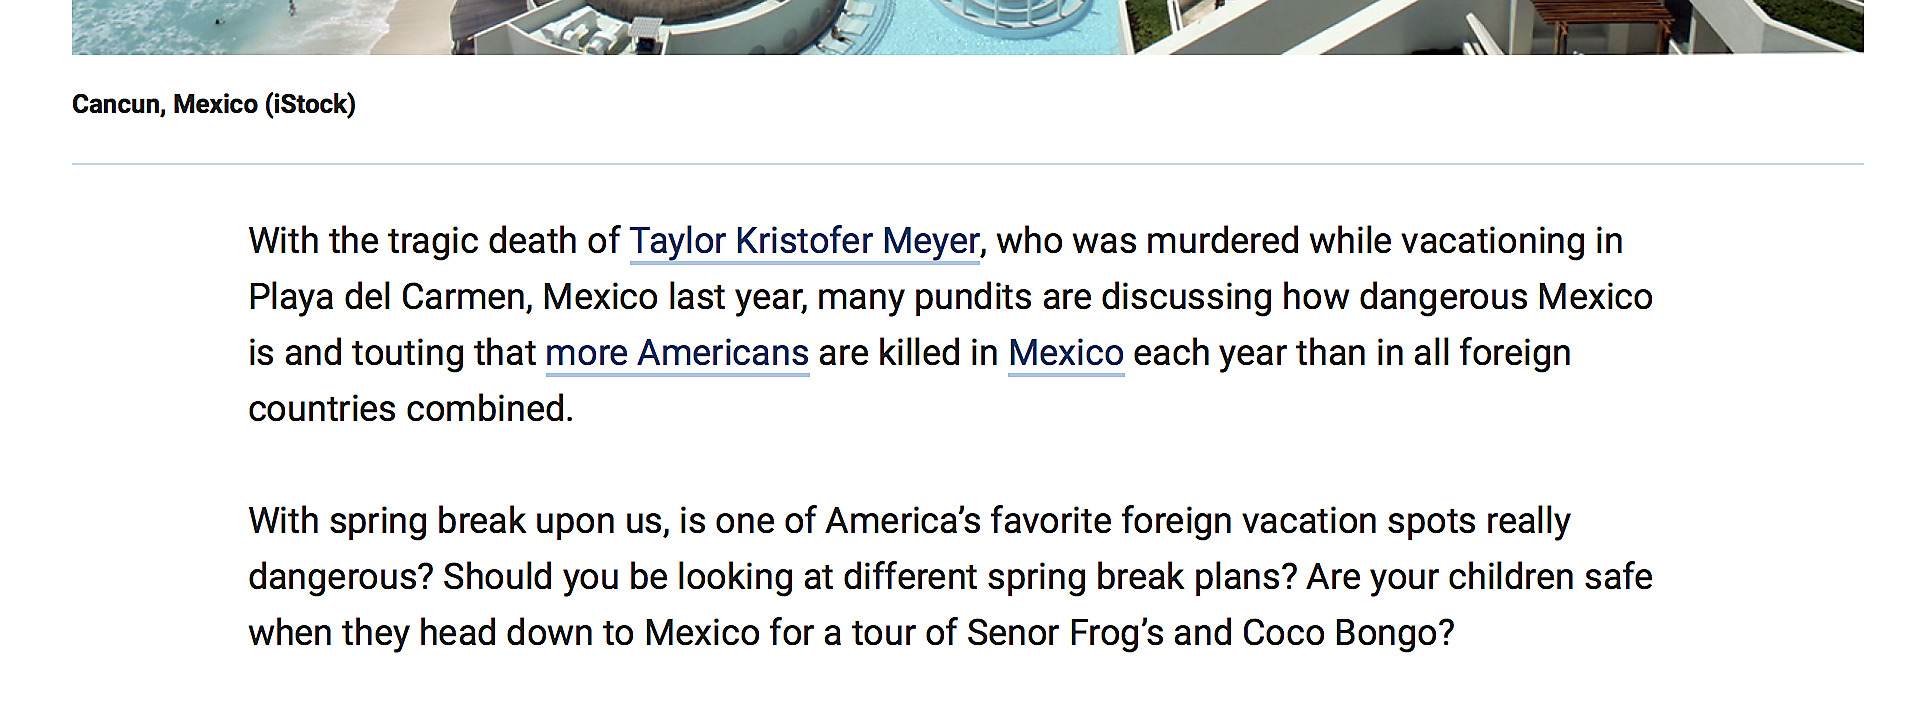 Cancun, Mexico (iStock)
With the tragic death of Taylor Kristofer Meyer, who was murdered while vacationing in
Playa del Carmen, Mexico last year, many pundits are discussing how dangerous Mexico
is and touting that more Americans are killed in Mexico each year than in all foreign
countries combined.
With spring break upon us, is one of America’s favorite foreign vacation spots really
dangerous? Should you be looking at different spring break plans? Are your children safe
when they head down to Mexico for a tour of Senor Frog’s and Coco Bongo?